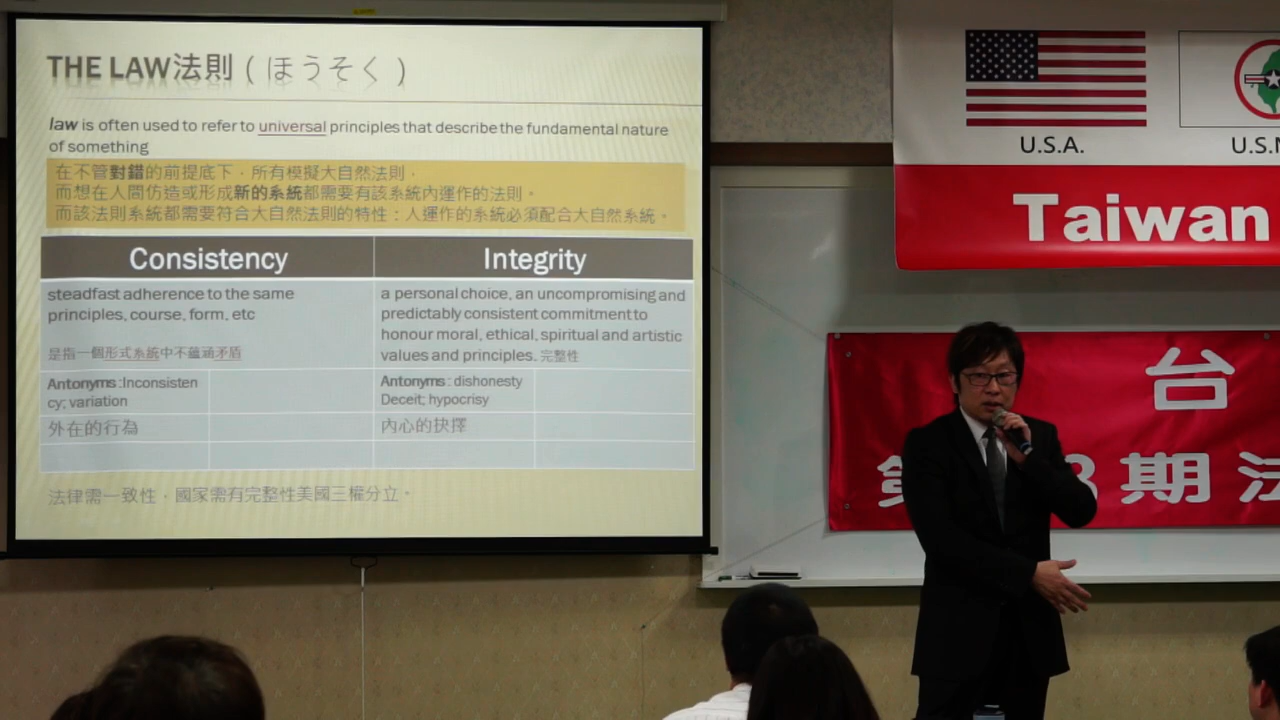 THE LAW法則 ( ほうそく )
law is often used to refer to universal principles that describe the fundamental nature
of something
在不管對錯的前提底下，所有模擬大自然法則，
而想在人間仿造或形成新的系統都需要有該系統內運作的法則。
而該法則系統都需要符合大自然法則的特性：人運作的系統必須配合大自然系統。
Consistency
Integrity
steadfast adherence to the same
principles, course, form, etc
是指一個形式系統中不蘊涵矛盾
a personal choice, an uncompromising and
predictably consistent commitment to
honour moral, ethical, spiritual and artistic
values and principles. 完整性
Antonyms :Inconsisten
cy; variation
Antonyms : dishonesty
Deceit; hypocrisy
外在的行為
內心的抉擇
法律需一致性，國家需有完整性美國三權分立。
U.S.A.
Taiwan
台
3期法